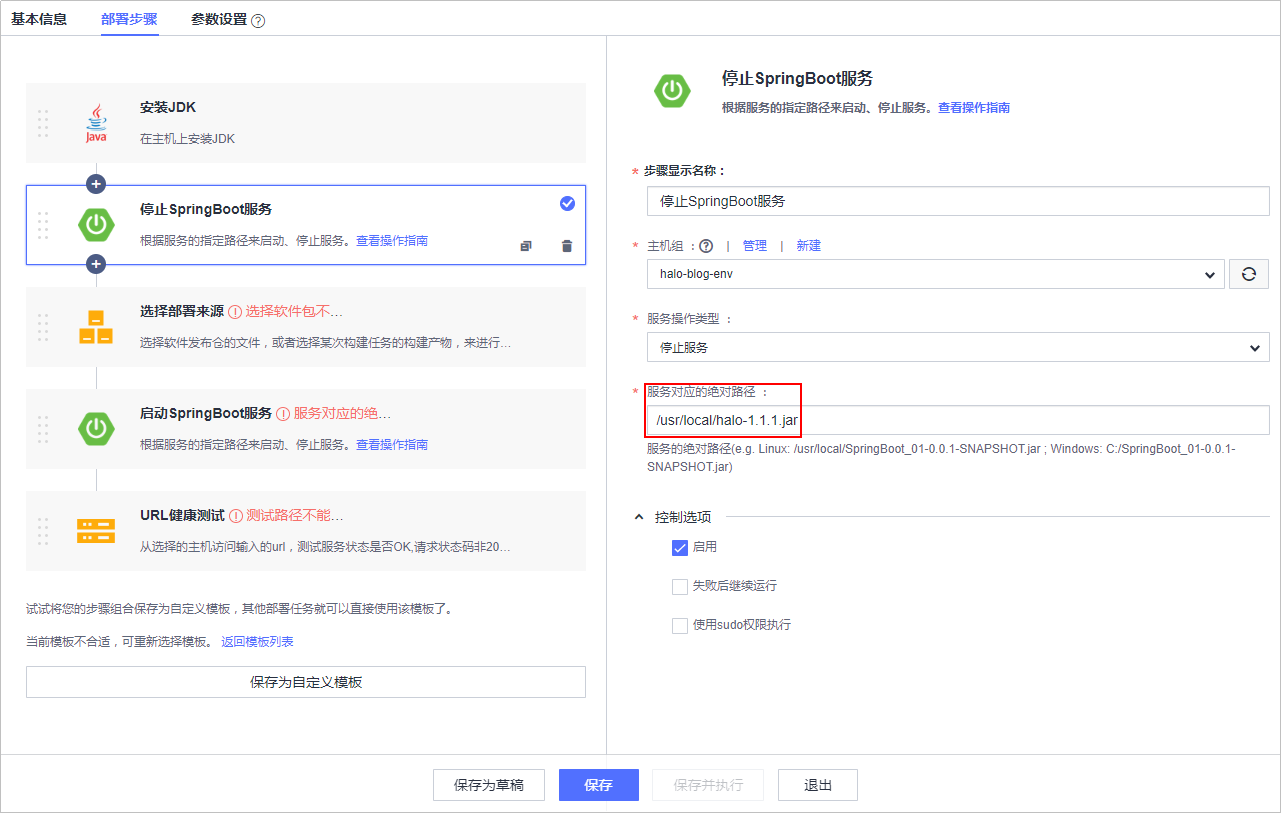 基本信息 部署步骤 参数设置 ?
安装JDK
在主机上安装JDK
Java
停止SpringBoot服务
根据服务的指定路径来启动、停止服务。查看操作指南
选择部署来源 选择软件包不…
选择软件发布仓的文件，或者选择某次构建任务的构建产物，来进行…
启动SpringBoot服务 服务对应的绝…
根据服务的指定路径来启动、停止服务。查看操作指南
URL健康测试 测试路径不能…
从选择的主机访问输入的url，测试服务状态是否OK,请求状态码非20…
试试将您的步骤组合保存为自定义模板，其他部署任务就可以直接使用该模板了。
当前模板不合适，可重新选择模板。 返回模板列表
保存为自定义模板
停止SpringBoot服务
根据服务的指定路径来启动、停止服务。查看操作指南
* 步骤显示名称：
停止SpringBoot服务
* 主机组 ：? | 管理 | 新建
halo-blog-env
* 服务操作类型 ：
停止服务
* 服务对应的绝对路径 ：
/usr/local/halo-1.1.1.jar
服务的绝对路径(e.g. Linux: /usr/local/SpringBoot_01-0.0.1-SNAPSHOT.jar ; Windows: C:/SpringBoot_01-0.0.1-
SNAPSHOT.jar)
控制选项
启用
失败后继续运行
使用sudo权限执行
保存为草稿 保存 保存并执行 退出